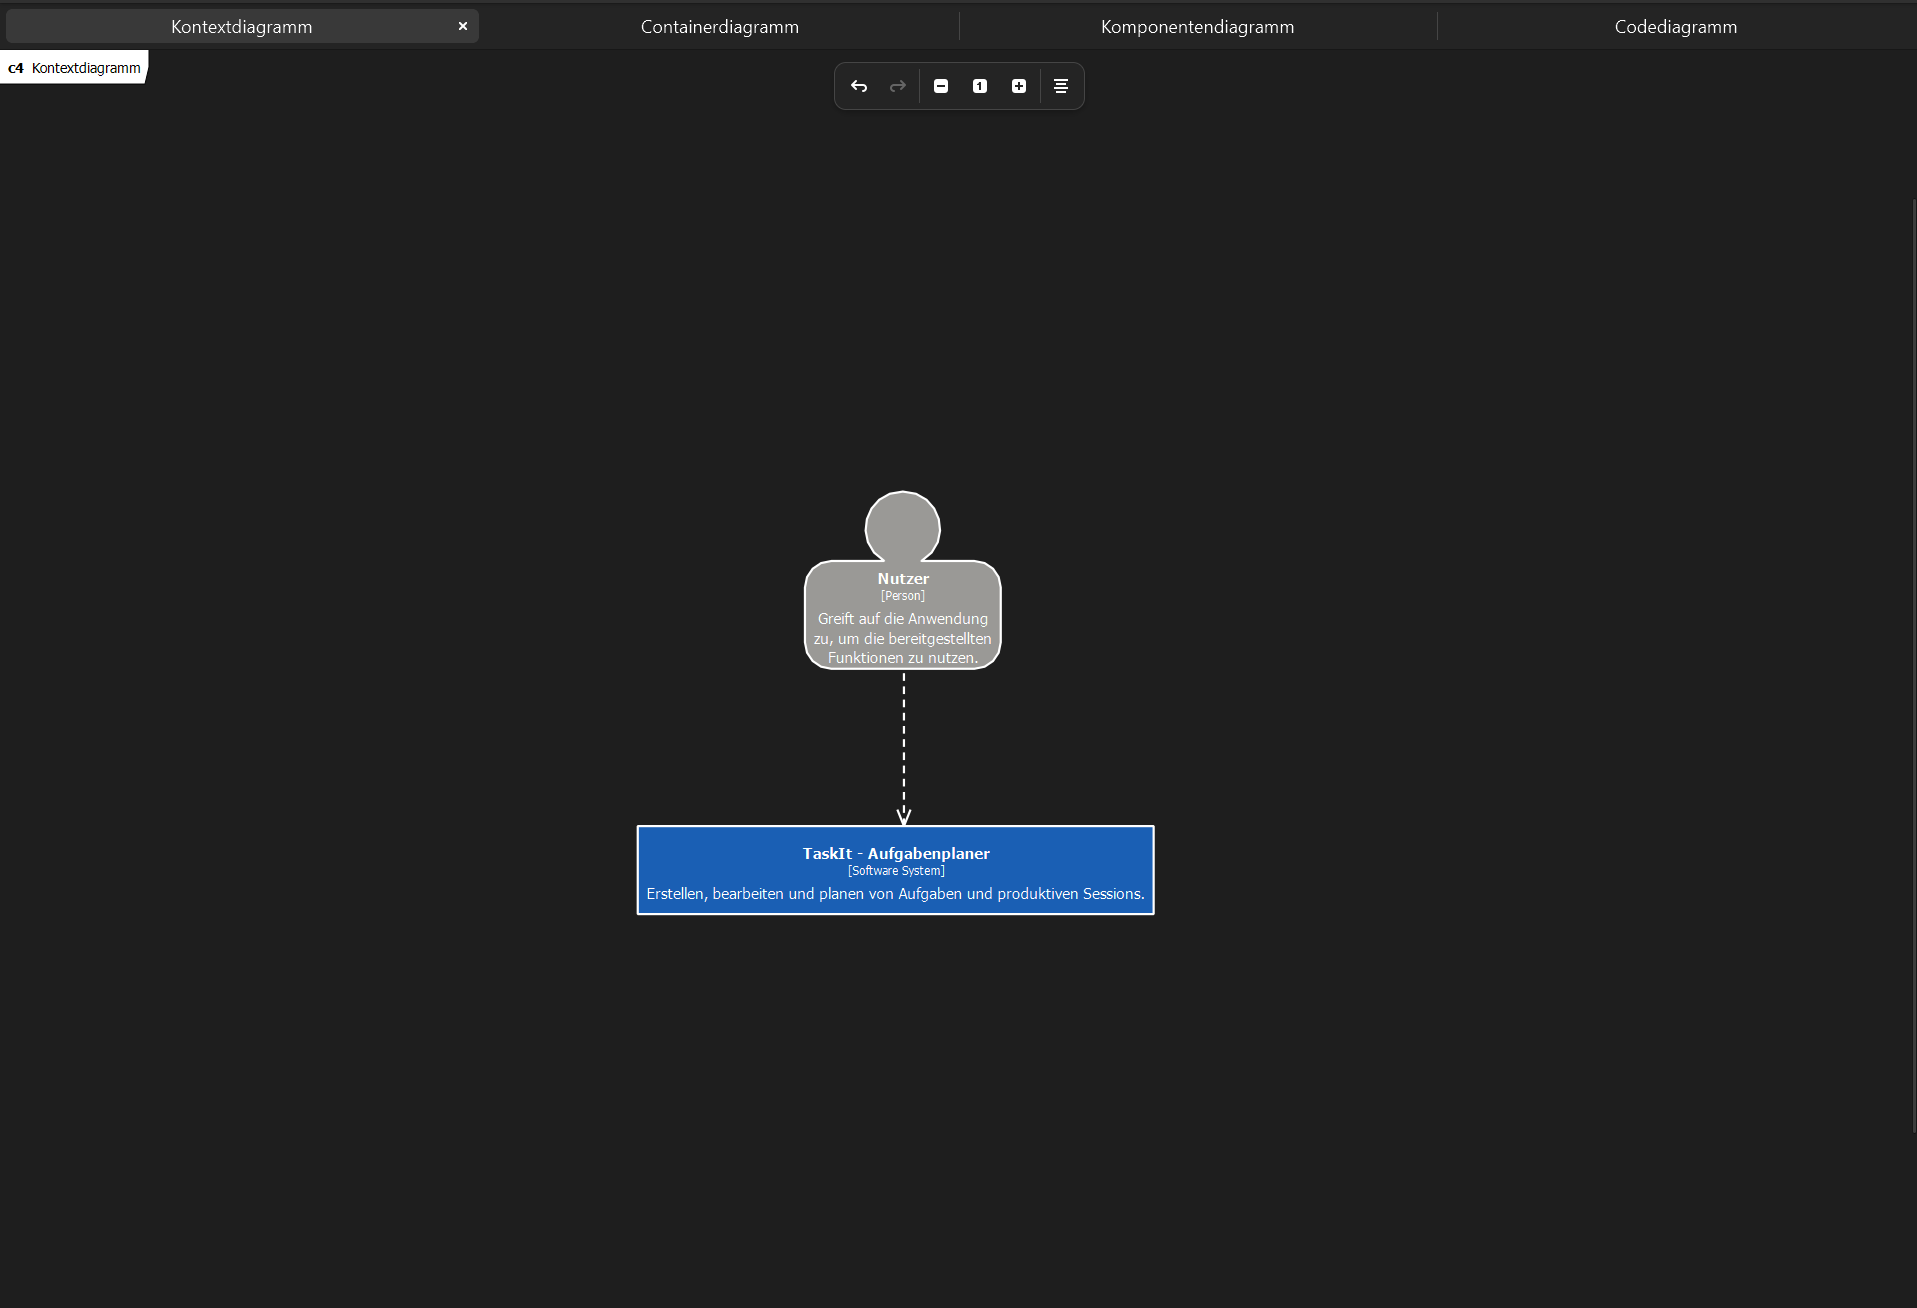 Kontextdiagramm
Containerdiagramm
Komponentendiagramm
Codediagramm
c4 Kontextdiagramm
1
Nutzer
[Person]
Greift auf die Anwendung
zu, um die bereitgestellten
Funktionen zu nutzen.
TaskIt - Aufgabenplaner
[Software System]
Erstellen, bearbeiten und planen von Aufgaben und produktiven Sessions.